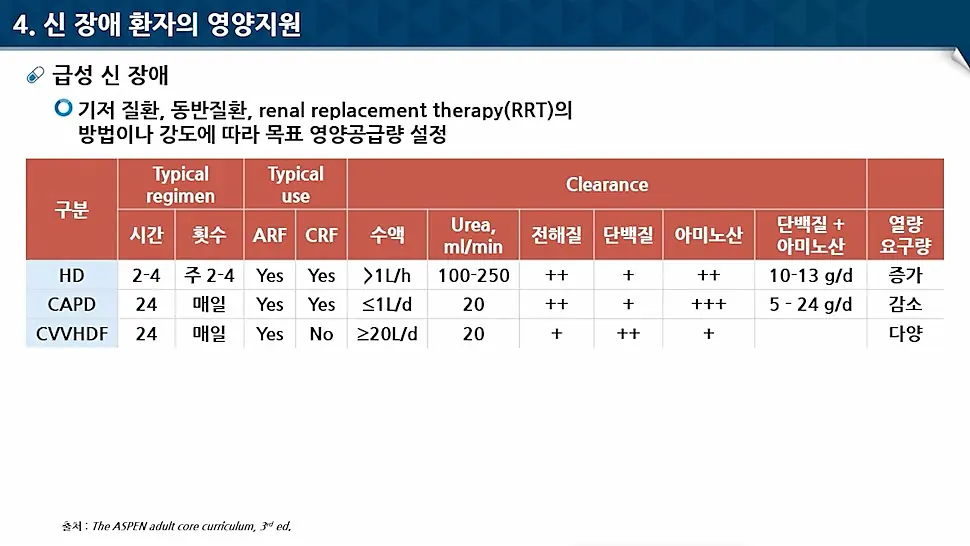 4. 신 장애 환자의 영양지원
급성 신 장애
기저 질환, 동반질환, renal replacement therapy(RRT)의
방법이나 강도에 따라 목표 영양공급량 설정
구분 Typical regimen Typical use Clearance
시간 횟수 ARF CRF 수액 Urea, ml/min 전해질 단백질 아미노산 단백질 + 아미노산 열량 요구량
HD 2-4 주 2-4 Yes Yes >1L/h 100-250 ++ + ++ 10-13 g/d 증가
CAPD 24 매일 Yes Yes ≤1L/d 20 ++ + +++ 5 - 24 g/d 감소
CVVHDF 24 매일 Yes No ≥20L/d 20 + ++ + 다양
출처 : The ASPEN adult core curriculum, 3rd ed.